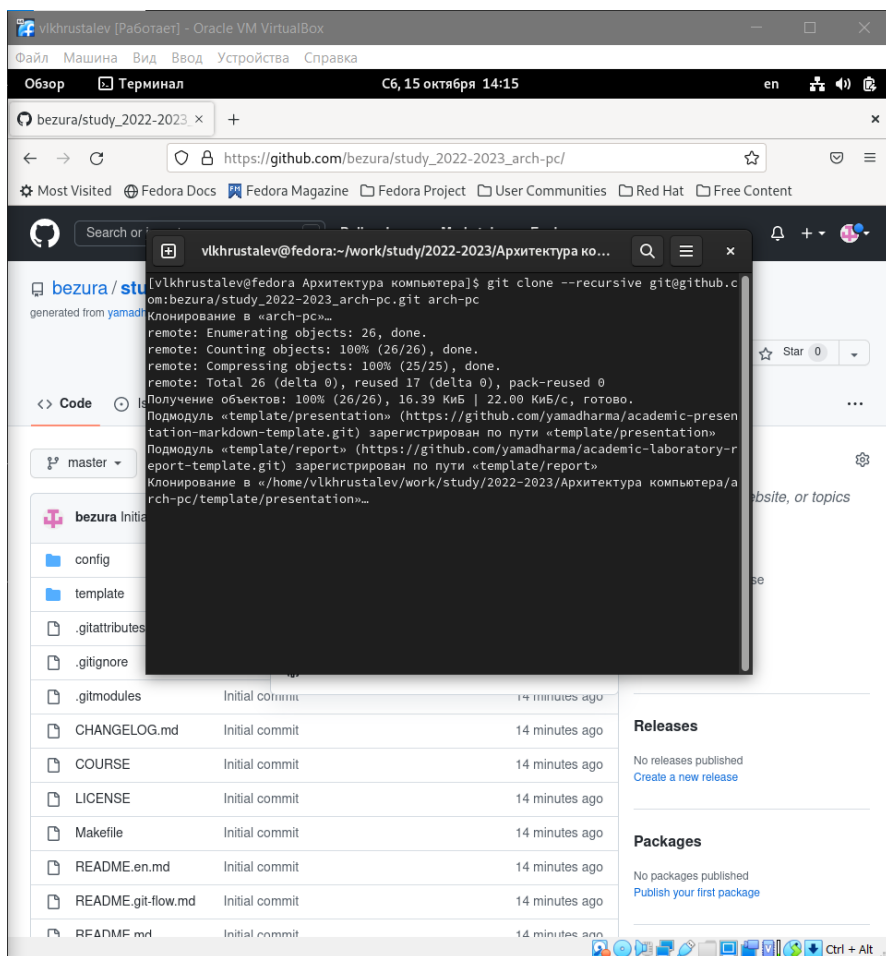 vlkhrustalev [Работает] - Oracle VM VirtualBox
Файл Машина Вид Ввод Устройства Справка
Обзор Терминал Сб, 15 октября 14:15 en
bezura/study_2022-2023_
https://github.com/bezura/study_2022-2023_arch-pc/
Most Visited Fedora Docs Fedora Magazine Fedora Project User Communities Red Hat Free Content
Search or
vlkhrustalev@fedora:~/work/study/2022-2023/Архитектура ко...
[vlkhrustalev@fedora Архитектура компьютера]$ git clone --recursive git@github.c
om:bezura/study_2022-2023_arch-pc.git arch-pc
Клонирование в «arch-pc»…
remote: Enumerating objects: 26, done.
remote: Counting objects: 100% (26/26), done.
remote: Compressing objects: 100% (25/25), done.
remote: Total 26 (delta 0), reused 17 (delta 0), pack-reused 0
Получение объектов: 100% (26/26), 16.39 КиБ | 22.00 КиБ/с, готово.
Подмодуль «template/presentation» (https://github.com/yamadharma/academic-presen
tation-markdown-template.git) зарегистрирован по пути «template/presentation»
Подмодуль «template/report» (https://github.com/yamadharma/academic-laboratory-r
eport-template.git) зарегистрирован по пути «template/report»
Клонирование в «/home/vlkhrustalev/work/study/2022-2023/Архитектура компьютера/a
rch-pc/template/presentation»…
bezura / stu
generated from yamadh
Star 0
Code Is
master
ebsite, or topics
bezura Initia
config
template
se
.gitattributes
.gitignore
.gitmodules Initial commit 14 minutes ago
CHANGELOG.md Initial commit 14 minutes ago
COURSE Initial commit 14 minutes ago
LICENSE Initial commit 14 minutes ago
Makefile Initial commit 14 minutes ago
README.en.md Initial commit 14 minutes ago
README.git-flow.md Initial commit 14 minutes ago
README.md Initial commit 14 minutes ago
Releases
No releases published
Create a new release
Packages
No packages published
Publish your first package
Ctrl + Alt